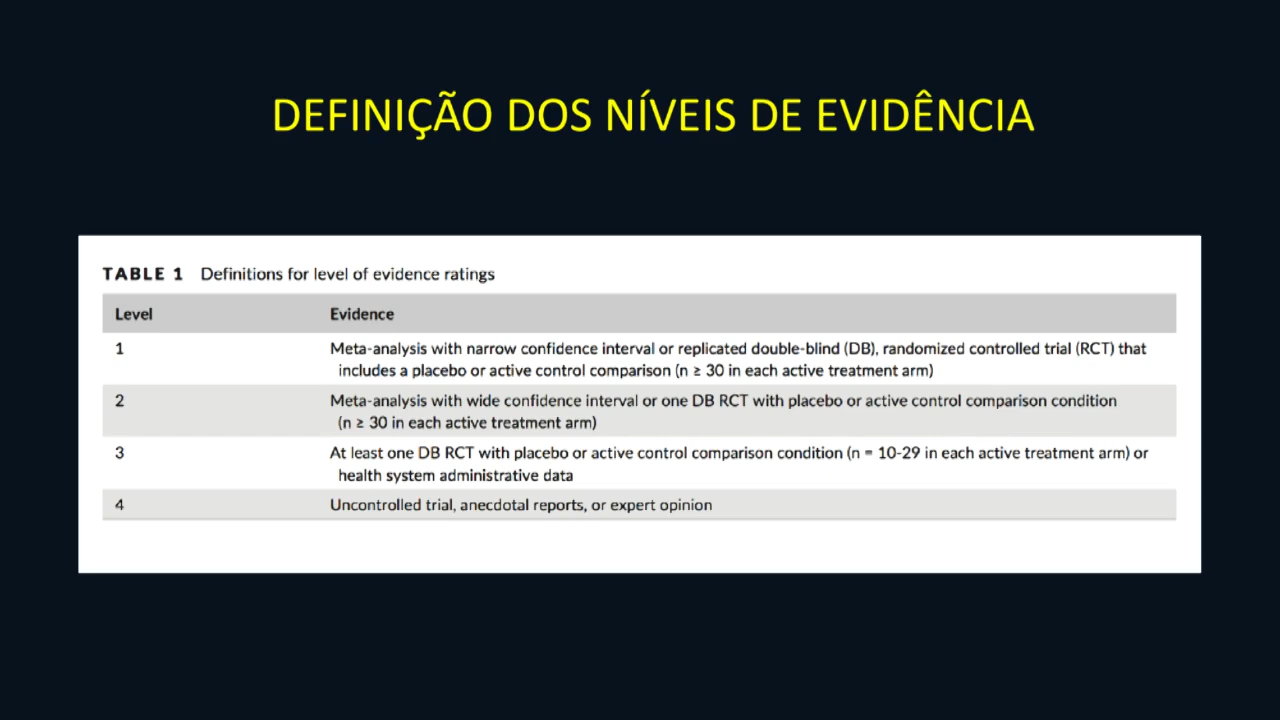 DEFINIÇÃO DOS NÍVEIS DE EVIDÊNCIA
TABLE 1 Definitions for level of evidence ratings
Level Evidence
1 Meta-analysis with narrow confidence interval or replicated double-blind (DB), randomized controlled trial (RCT) that
includes a placebo or active control comparison (n ≥ 30 in each active treatment arm)
2 Meta-analysis with wide confidence interval or one DB RCT with placebo or active control comparison condition
(n ≥ 30 in each active treatment arm)
3 At least one DB RCT with placebo or active control comparison condition (n = 10-29 in each active treatment arm) or
health system administrative data
4 Uncontrolled trial, anecdotal reports, or expert opinion